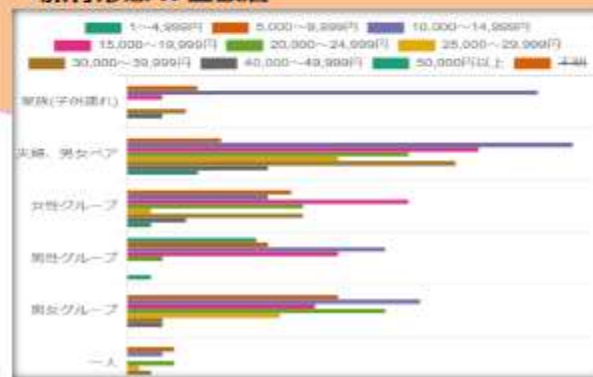 1~4,999円 5,000~9,999円 10,000~14,999円
15,000~19,999円 20,000~24,999円 25,000~29,999円
30,000~39,999円 40,000~49,999円 50,000円以上 不明
家族(子供連れ)
夫婦、男女ペア
女性グループ
男性グループ
男女グループ
一人